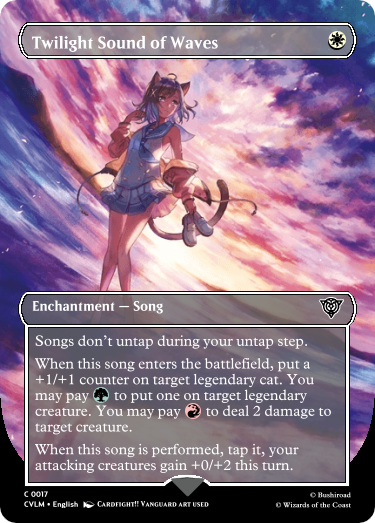 Twilight Sound of Waves
Enchantment — Song
Songs don't untap during your untap step.
When this song enters the battlefield, put a
+1/+1 counter on target legendary cat. You
may pay to put one on target legendary
creature. You may pay to deal 2 damage to
target creature.
When this song is performed, tap it, your
attacking creatures gain +0/+2 this turn.
C 0017
CVLM • English CARDFIGHT!! VANGUARD ART USED
© Bushiroad
© Wizards of the Coast